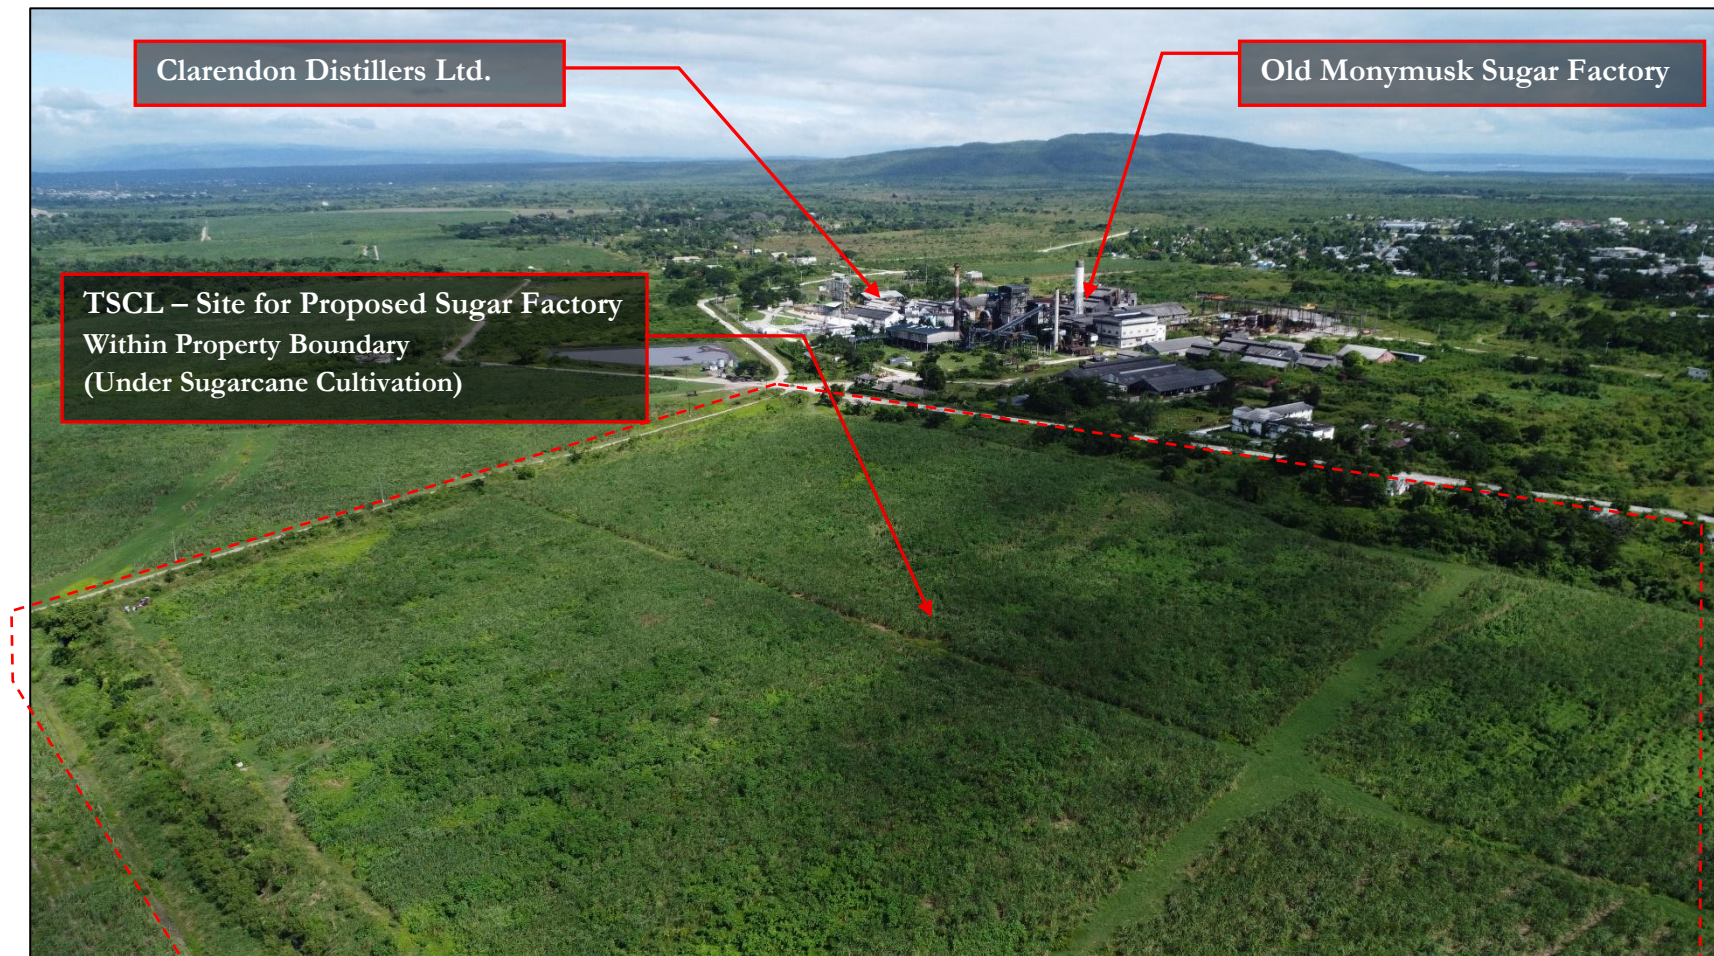 Clarendon Distillers Ltd.
Old Monymusk Sugar Factory
TSCL – Site for Proposed Sugar Factory
Within Property Boundary
(Under Sugarcane Cultivation)